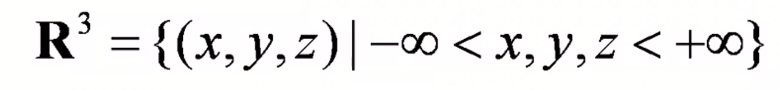 R³ = {(x, y, z) | −∞ < x, y, z < +∞}